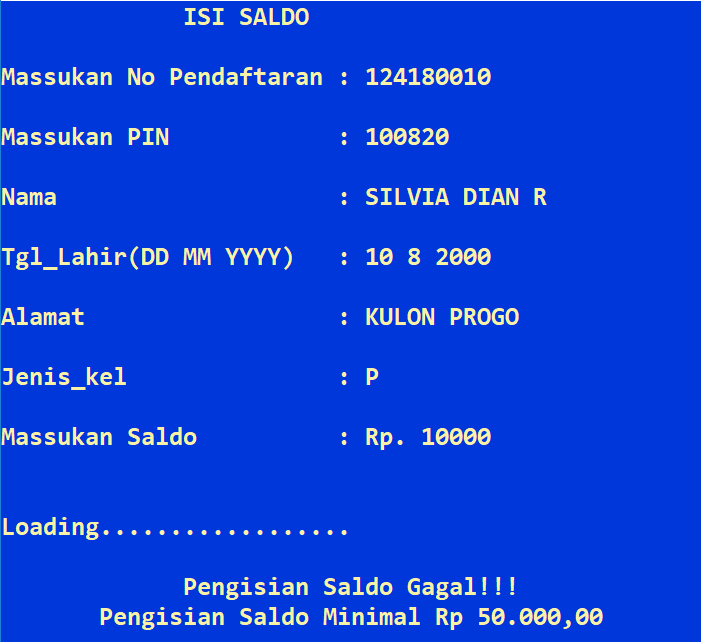 ISI SALDO
Massukan No Pendaftaran : 124180010
Massukan PIN : 100820
Nama : SILVIA DIAN R
Tgl_Lahir(DD MM YYYY) : 10 8 2000
Alamat : KULON PROGO
Jenis_kel : P
Massukan Saldo : Rp. 10000
Loading..................
Pengisian Saldo Gagal!!!
Pengisian Saldo Minimal Rp 50.000,00